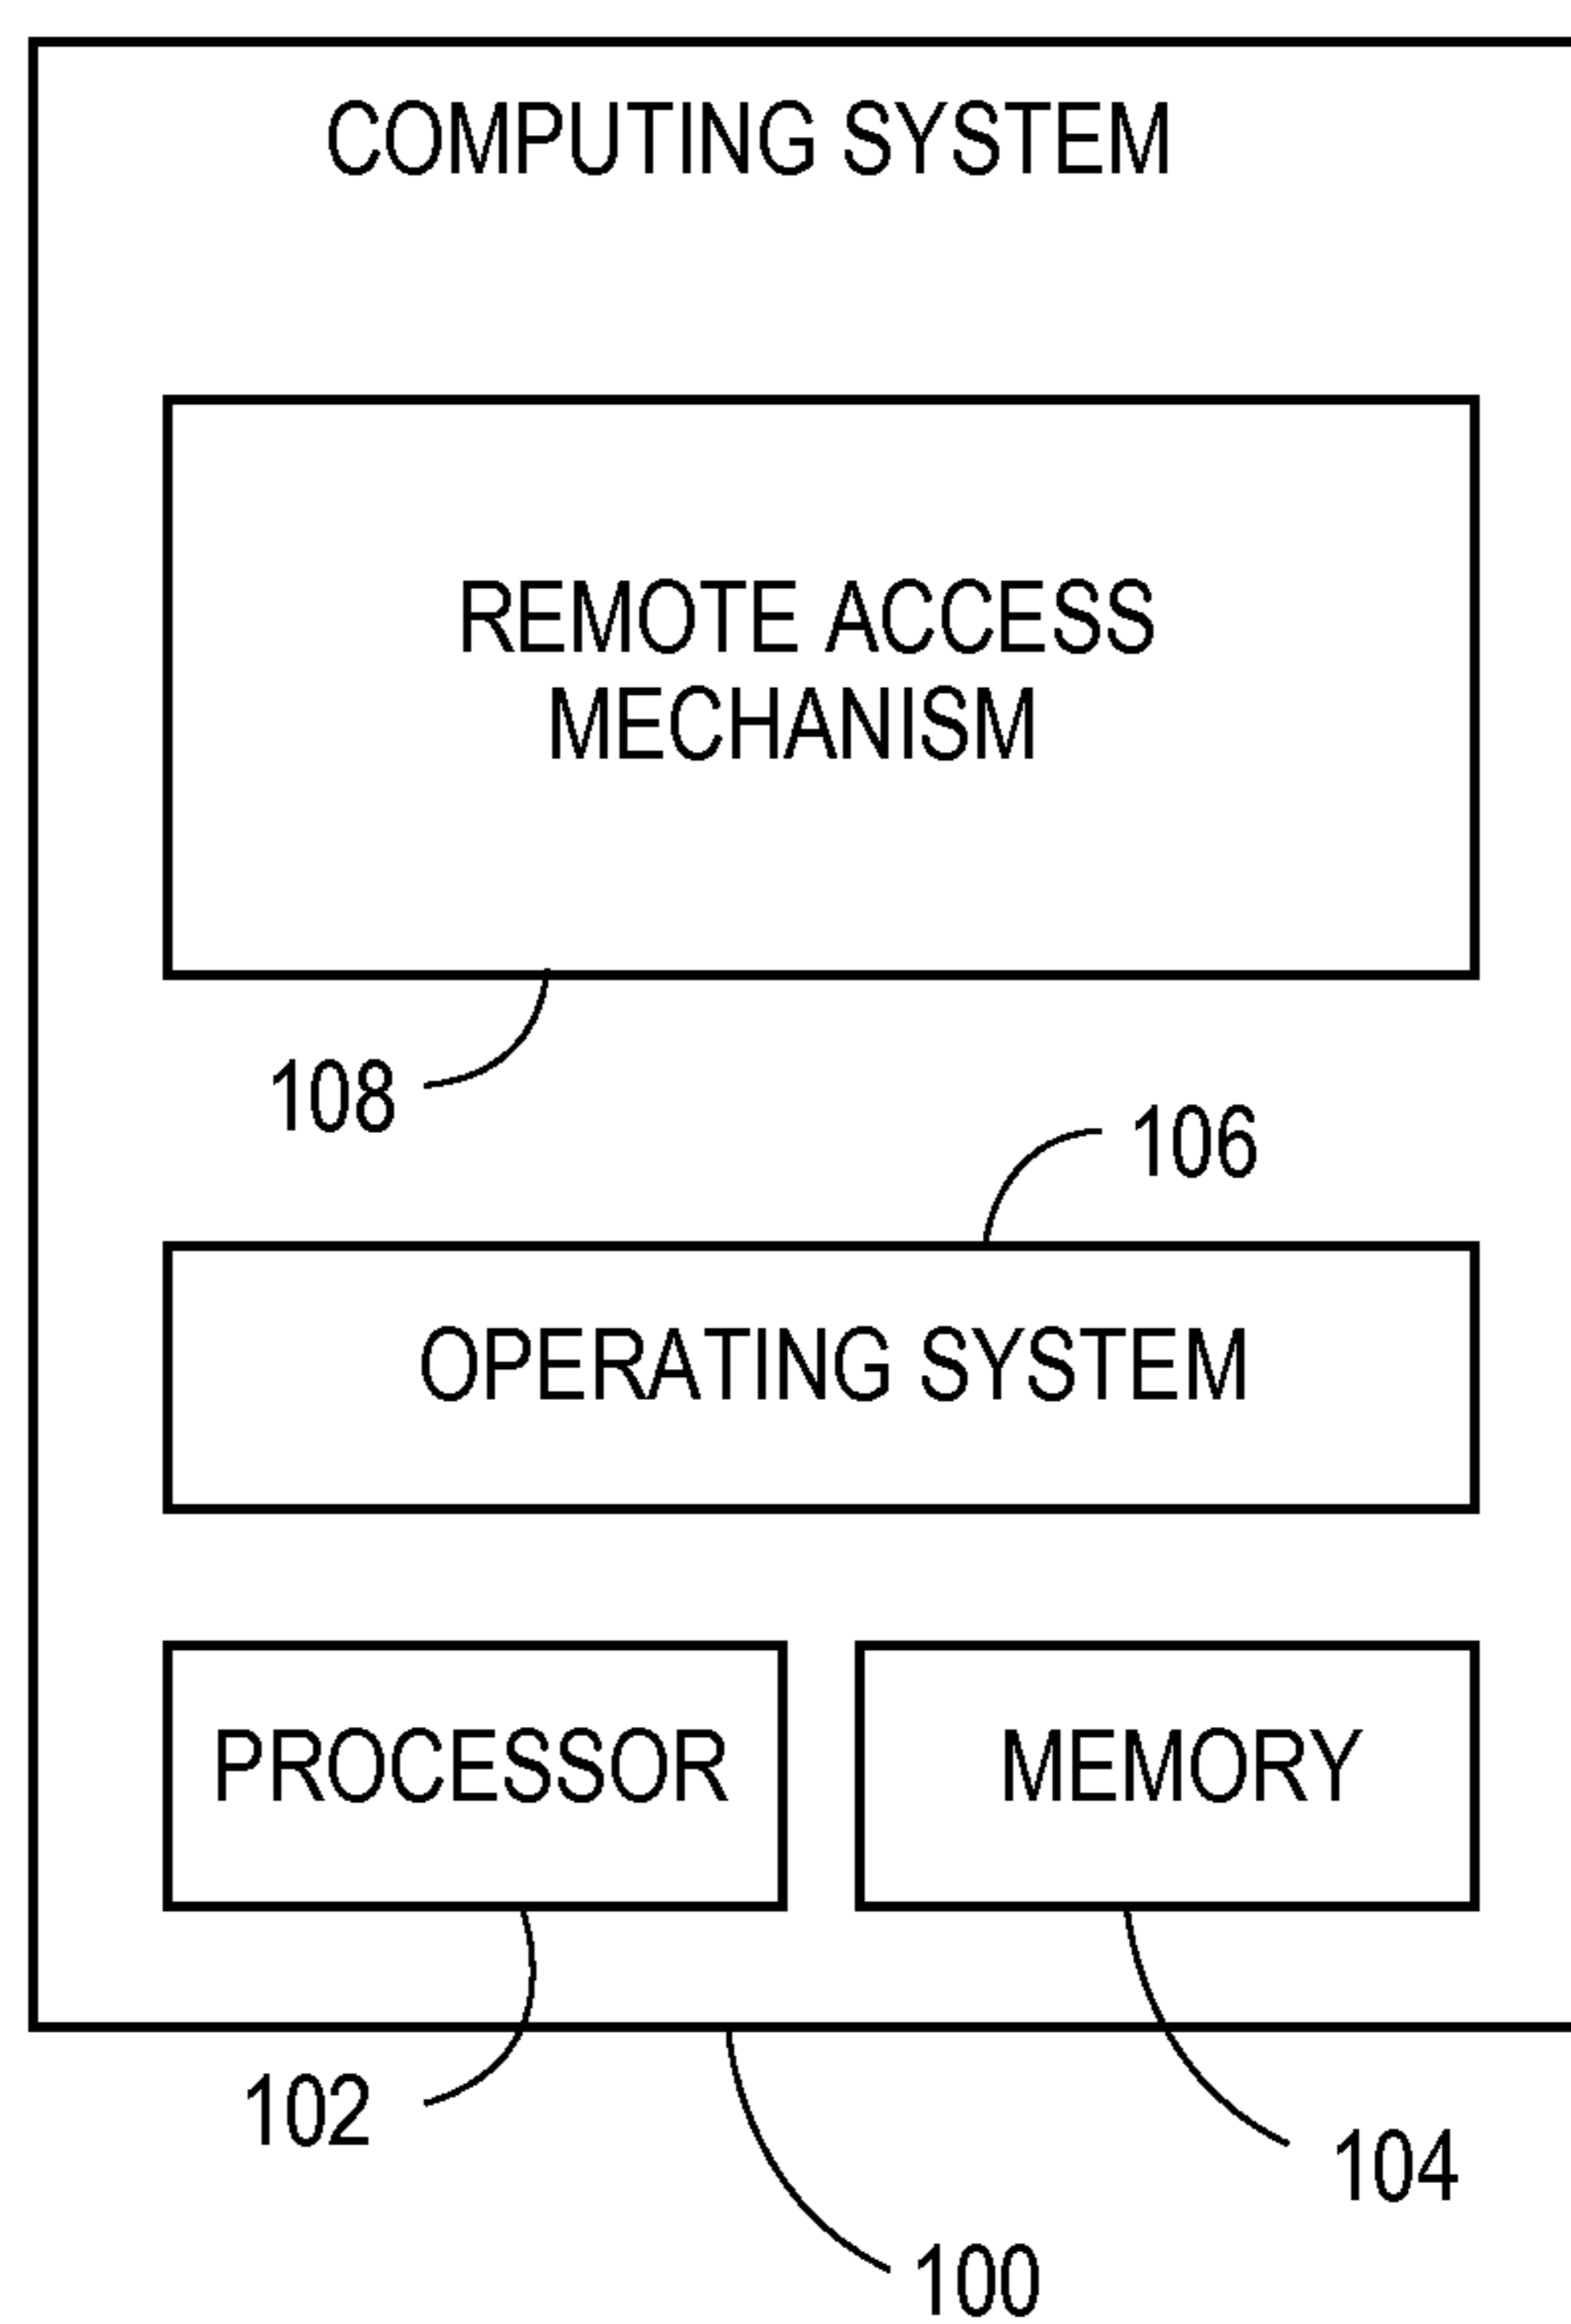 COMPUTING SYSTEM
REMOTE ACCESS
MECHANISM
108
106
OPERATING SYSTEM
PROCESSOR
MEMORY
102
104
100